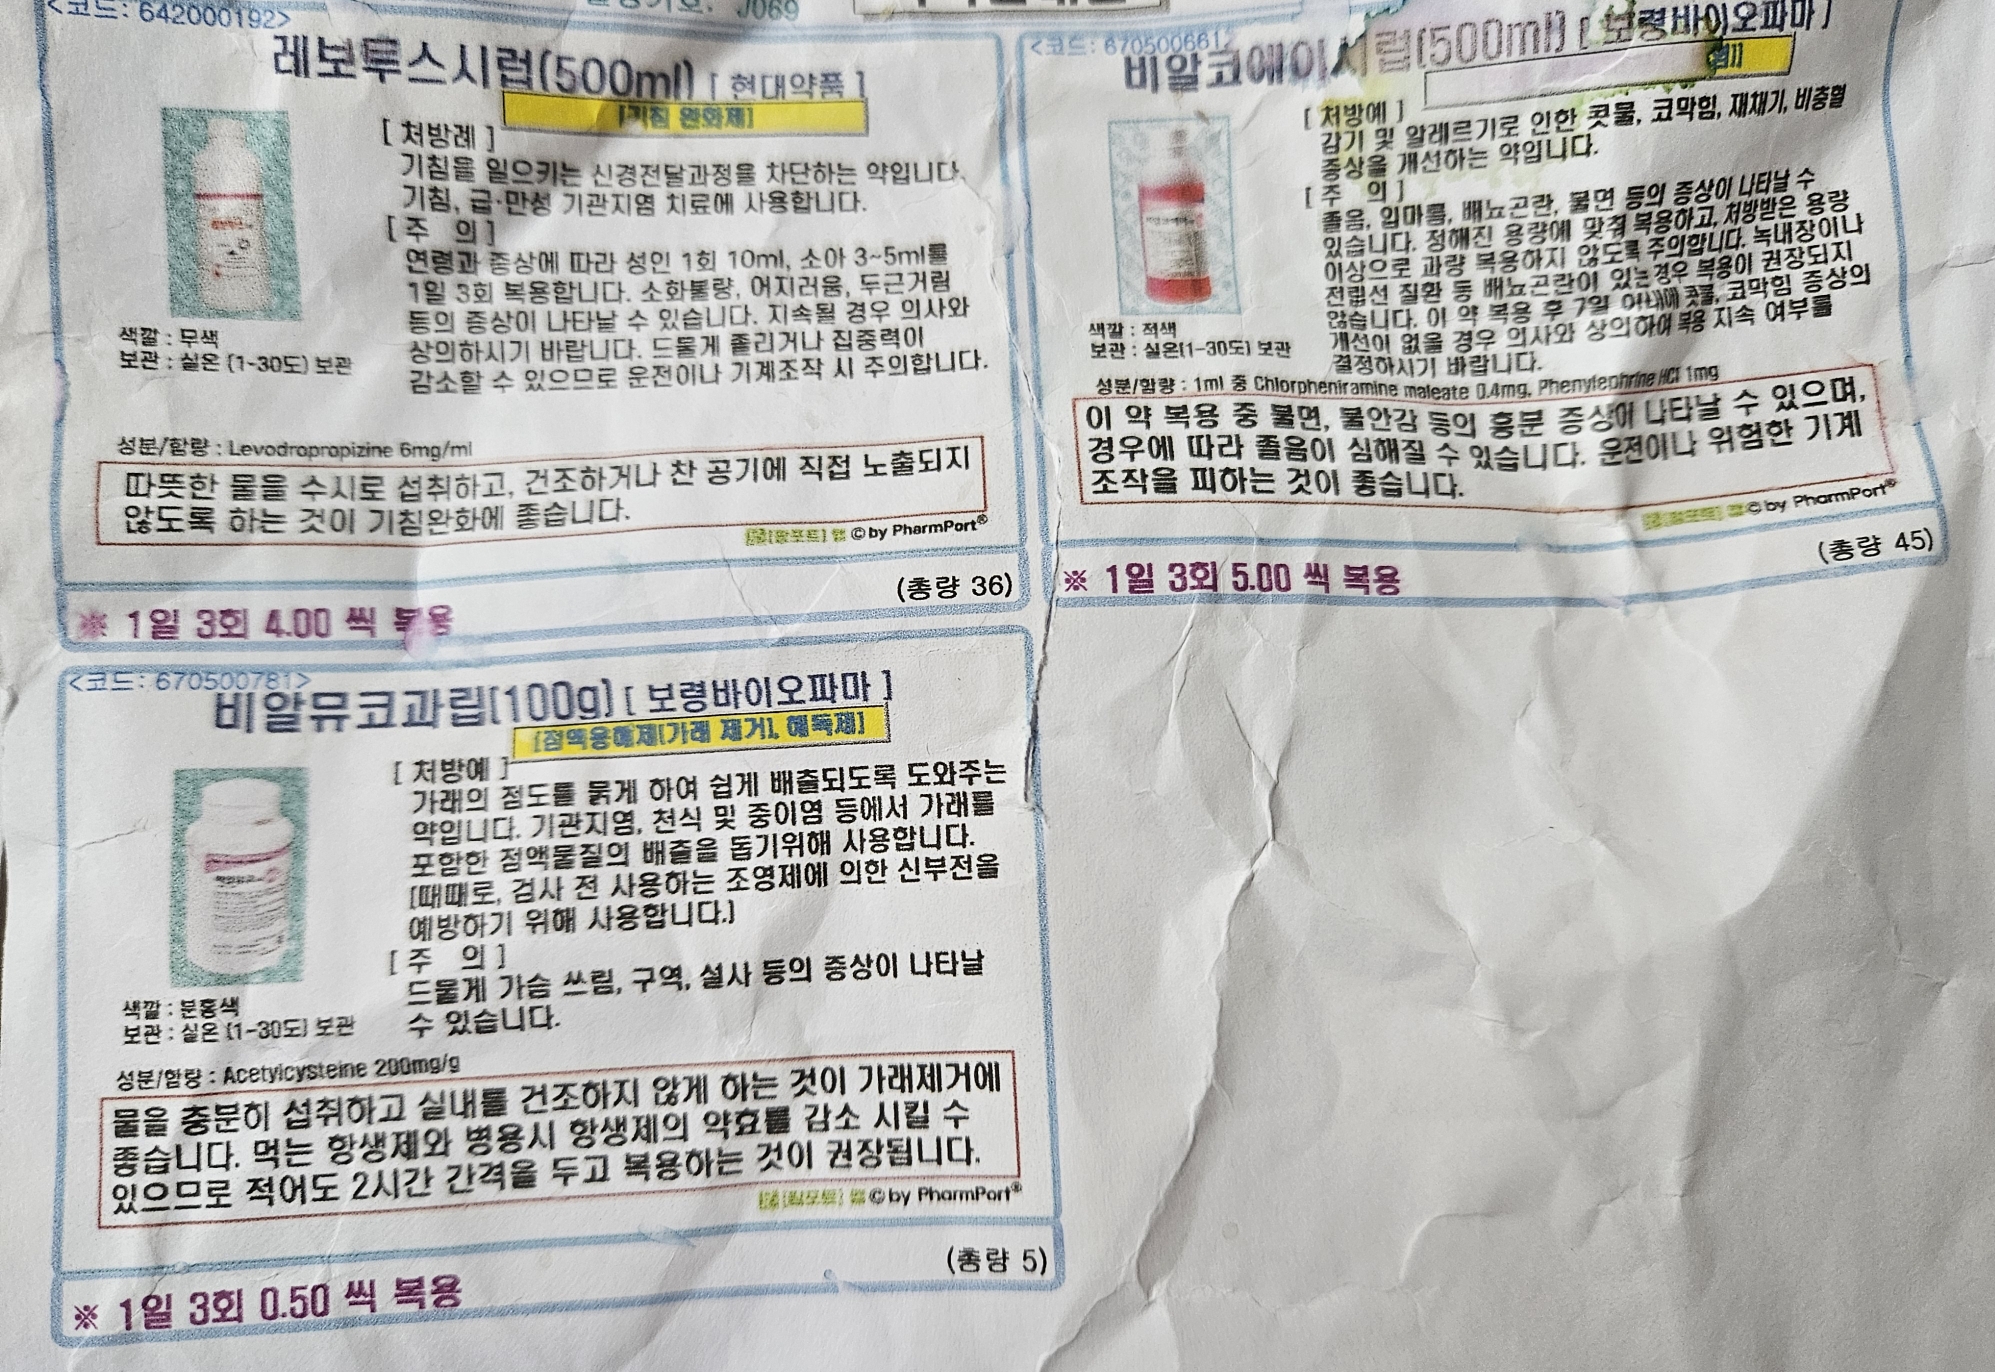 <코드: 642000192>
J069
레보투스시럽(500ml) [ 현대약품 ]
[기침 완화제]
[ 처방례 ]
기침을 일으키는 신경전달과정을 차단하는 약입니다.
기침, 급·만성 기관지염 치료에 사용합니다.
[ 주 의 ]
연령과 증상에 따라 성인 1회 10ml, 소아 3~5ml를
1일 3회 복용합니다. 소화불량, 어지러움, 두근거림
등의 증상이 나타날 수 있습니다. 지속될 경우 의사와
상의하시기 바랍니다. 드물게 졸리거나 집중력이
감소할 수 있으므로 운전이나 기계조작 시 주의합니다.
색깔 : 무색
보관 : 실온 (1-30도) 보관
성분/함량 : Levodropropizine 6mg/ml
따뜻한 물을 수시로 섭취하고, 건조하거나 찬 공기에 직접 노출되지
않도록 하는 것이 기침완화에 좋습니다.
©by PharmPort®
(총량 36)
※ 1일 3회 4.00 씩 복용
<코드: 670500661>
비알코에이시럽(500ml) [ 보령바이오파마 ]
[ 처방예 ]
감기 및 알레르기로 인한 콧물, 코막힘, 재채기, 비충혈
증상을 개선하는 약입니다.
[ 주 의 ]
졸음, 입마름, 배뇨곤란, 불면 등의 증상이 나타날 수
있습니다. 정해진 용량에 맞춰 복용하고, 처방받은 용량
이상으로 과량 복용하지 않도록 주의합니다. 녹내장이나
전립선 질환 등 배뇨곤란이 있는 경우 복용이 권장되지
않습니다. 이 약 복용 후 7일 이내에 콧물, 코막힘 증상의
개선이 없을 경우 의사와 상의하여 복용 지속 여부를
결정하시기 바랍니다.
색깔 : 적색
보관 : 실온(1-30도) 보관
성분/함량 : 1ml 중 Chlorpheniramine maleate 0.4mg, Phenylephrine HCl 1mg
이 약 복용 중 불면, 불안감 등의 흥분 증상이 나타날 수 있으며,
경우에 따라 졸음이 심해질 수 있습니다. 운전이나 위험한 기계
조작을 피하는 것이 좋습니다.
©by PharmPort®
(총량 45)
※ 1일 3회 5.00 씩 복용
<코드: 670500781>
비알뮤코과립(100g) [ 보령바이오파마 ]
[점액용해제(가래 제거), 해독제]
[ 처방예 ]
가래의 점도를 묽게 하여 쉽게 배출되도록 도와주는
약입니다. 기관지염, 천식 및 중이염 등에서 가래를
포함한 점액물질의 배출을 돕기위해 사용합니다.
(때때로, 검사 전 사용하는 조영제에 의한 신부전을
예방하기 위해 사용합니다.)
[ 주 의 ]
드물게 가슴 쓰림, 구역, 설사 등의 증상이 나타날
수 있습니다.
색깔 : 분홍색
보관 : 실온 (1-30도) 보관
성분/함량 : Acetylcysteine 200mg/g
물을 충분히 섭취하고 실내를 건조하지 않게 하는 것이 가래제거에
좋습니다. 먹는 항생제와 병용시 항생제의 약효를 감소 시킬 수
있으므로 적어도 2시간 간격을 두고 복용하는 것이 권장됩니다.
©by PharmPort®
(총량 5)
※ 1일 3회 0.50 씩 복용